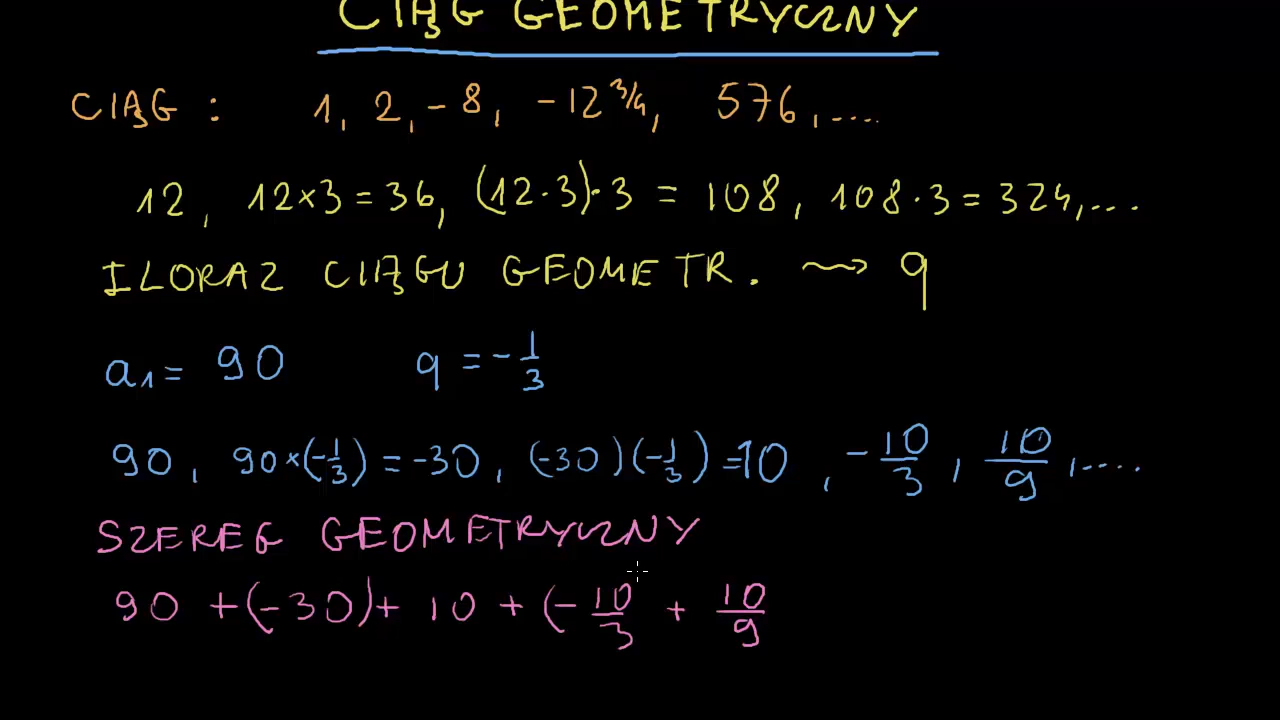 CIĄG GEOMETRYCZNY
CIĄG : 1, 2, -8, -12 3/4, 576, ....
12, 12×3=36, (12·3)·3 = 108, 108·3=324,...
ILORAZ CIĄGU GEOMETR. ⟿ q
a₁= 90 q = -1/3
90, 90×(-1/3)=-30, (-30)(-1/3)=10, -10/3, 10/9,....
SZEREG GEOMETRYCZNY
90 +(-30)+ 10 + (-10/3 + 10/9